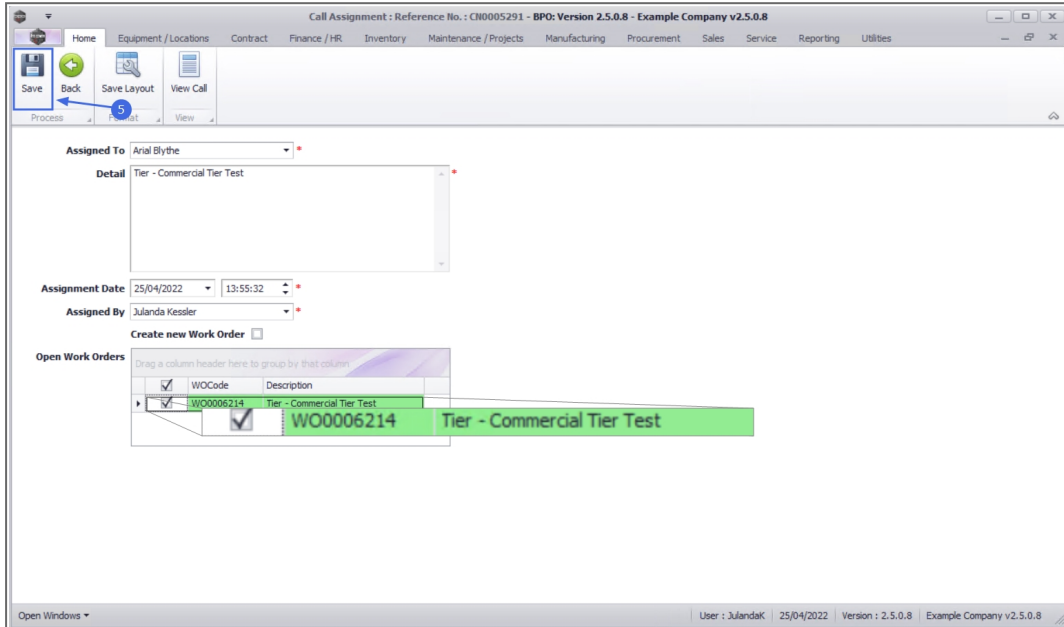 Call Assignment : Reference No. : CN0005291 - BPO: Version 2.5.0.8 - Example Company v2.5.0.8
Home Equipment / Locations Contract Finance / HR Inventory Maintenance / Projects Manufacturing Procurement Sales Service Reporting Utilities
Save Back Save Layout View Call
5
Process Format View
Assigned To Arial Blythe *
Detail Tier - Commercial Tier Test *
Assignment Date 25/04/2022 13:55:32 *
Assigned By Julanda Kessler *
Create new Work Order
Open Work Orders
Drag a column header here to group by that column
WOCode Description
WO0006214 Tier - Commercial Tier Test
WO0006214 Tier - Commercial Tier Test
Open Windows User : JulandaK 25/04/2022 Version : 2.5.0.8 Example Company v2.5.0.8